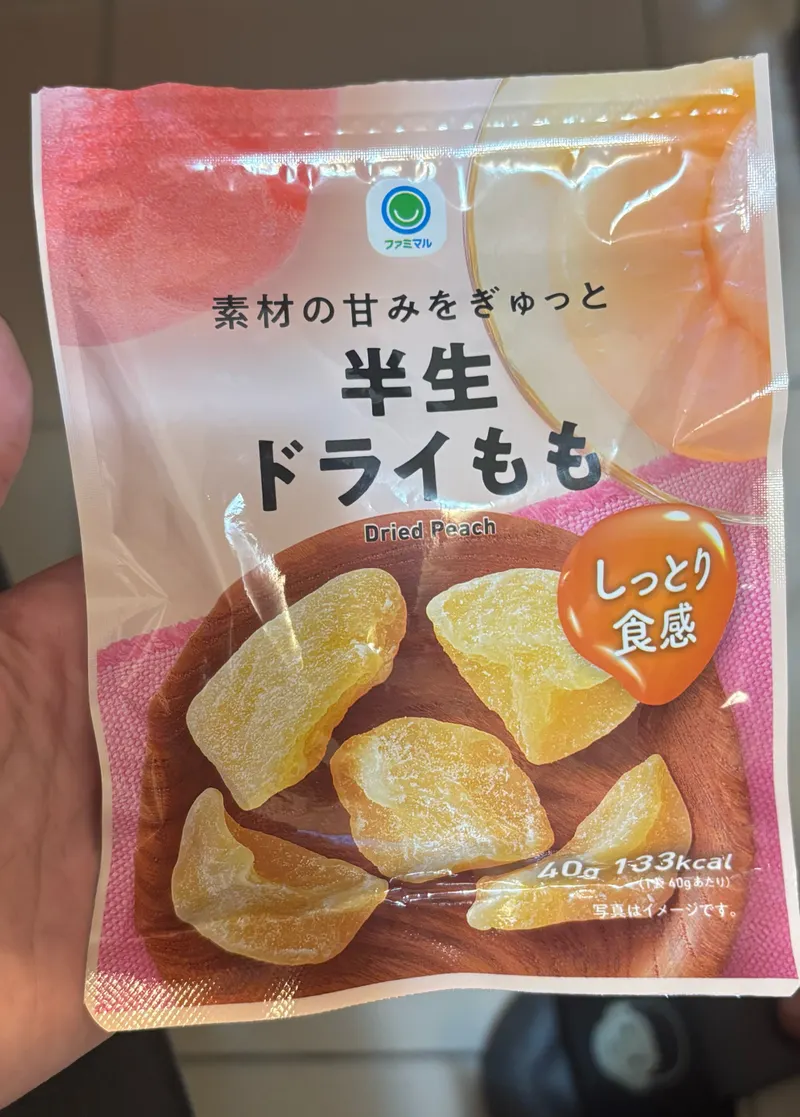 ファミマル
素材の甘みをぎゅっと
半生
ドライもも
Dried Peach
しっとり
食感
40g 133kcal
(1袋 40gあたり)
写真はイメージです。